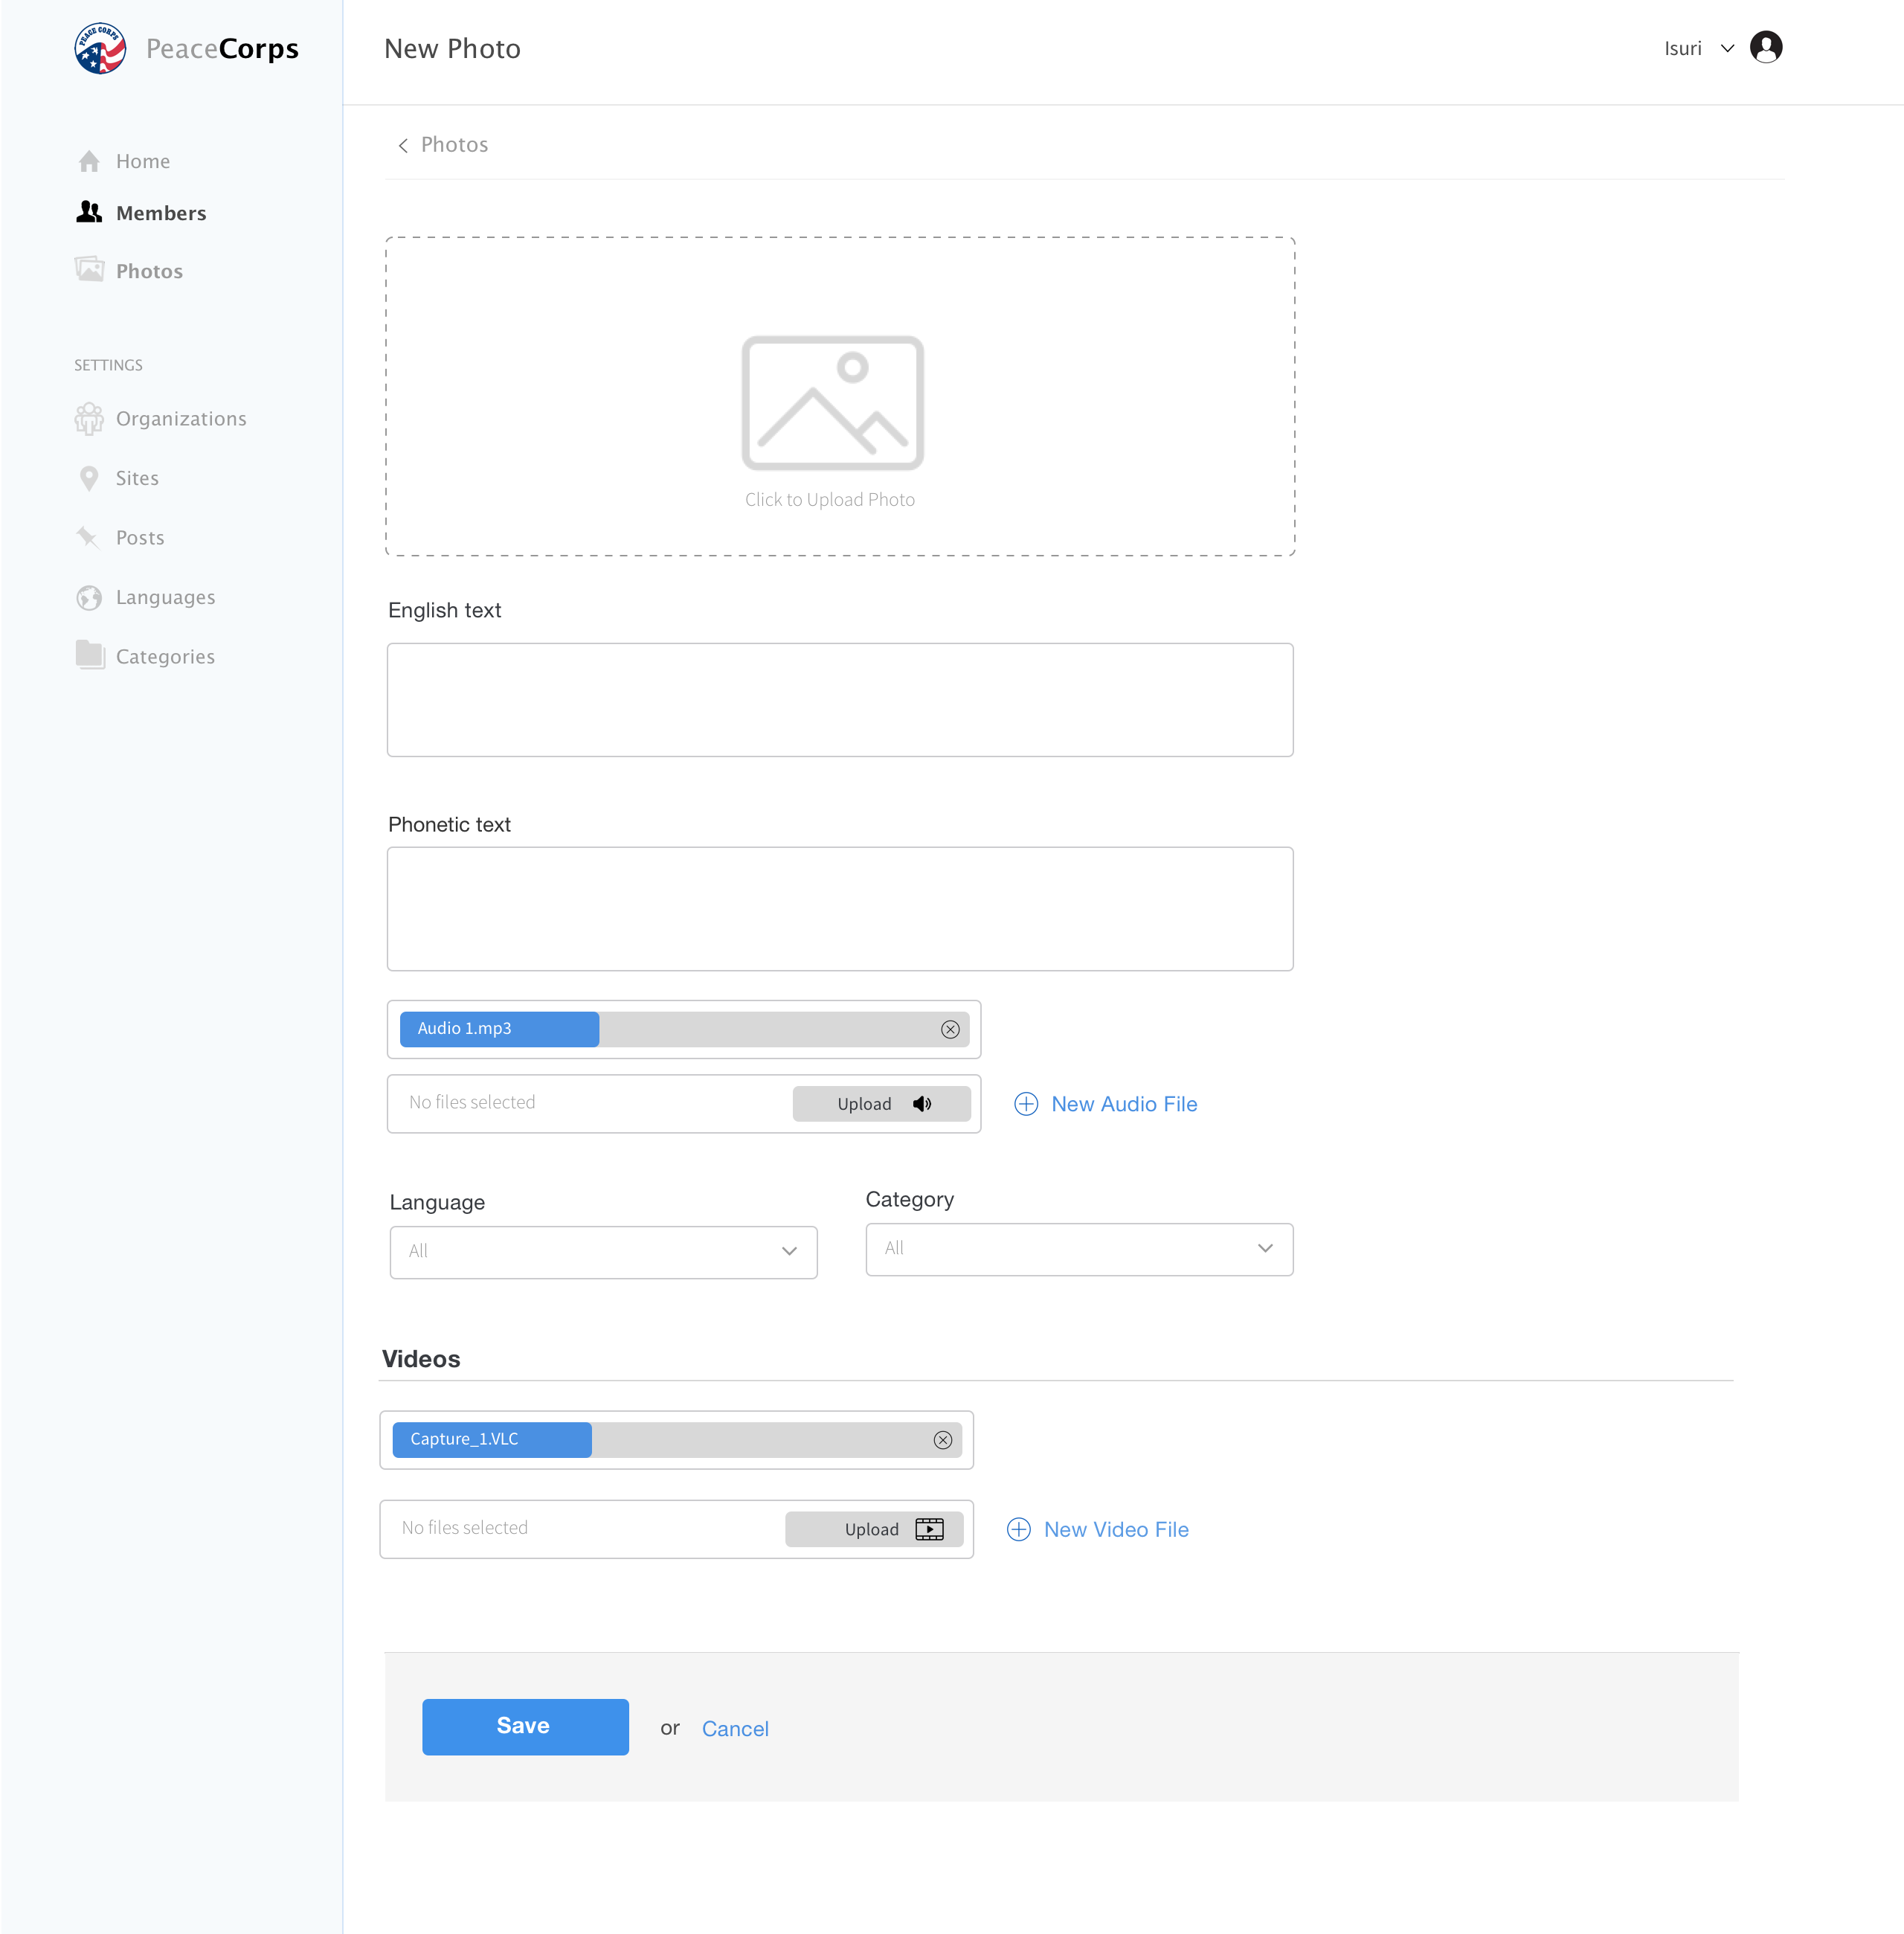 PEACE CORPS
PeaceCorps
New Photo
Isuri
Home
Members
Photos
SETTINGS
Organizations
Sites
Posts
Languages
Categories
Photos
Click to Upload Photo
English text
Phonetic text
Audio 1.mp3
No files selected
Upload
New Audio File
Language
Category
All
All
Videos
Capture_1.VLC
No files selected
Upload
New Video File
Save
or
Cancel